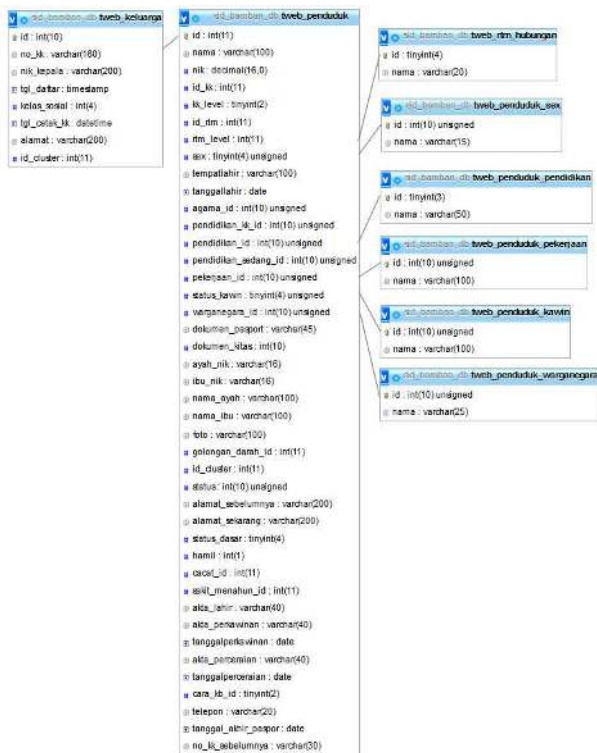 sid_bamban_db tweb_keluarga
id : int(10)
no_kk : varchar(160)
nik_kepala : varchar(200)
tgl_daftar : timestamp
kelas_sosial : int(4)
tgl_cetak_kk : datetime
alamat : varchar(200)
id_cluster : int(11)
sid_bamban_db tweb_penduduk
id : int(11)
nama : varchar(100)
nik : decimal(16,0)
id_kk : int(11)
kk_level : tinyint(2)
id_rtm : int(11)
rtm_level : int(11)
sex : tinyint(4) unsigned
tempatlahir : varchar(100)
tanggallahir : date
agama_id : int(10) unsigned
pendidikan_kk_id : int(10) unsigned
pendidikan_id : int(10) unsigned
pendidikan_sedang_id : int(10) unsigned
pekerjaan_id : int(10) unsigned
status_kawin : tinyint(4) unsigned
warganegara_id : int(10) unsigned
dokumen_pasport : varchar(45)
dokumen_kitas : int(10)
ayah_nik : varchar(16)
ibu_nik : varchar(16)
nama_ayah : varchar(100)
nama_ibu : varchar(100)
foto : varchar(100)
golongan_darah_id : int(11)
id_cluster : int(11)
status : int(10) unsigned
alamat_sebelumnya : varchar(200)
alamat_sekarang : varchar(200)
status_dasar : tinyint(4)
hamil : int(1)
cacat_id : int(11)
sakit_menahun_id : int(11)
akta_lahir : varchar(40)
akta_perkawinan : varchar(40)
tanggalperkawinan : date
akta_perceraian : varchar(40)
tanggalperceraian : date
cara_kb_id : tinyint(2)
telepon : varchar(20)
tanggal_akhir_paspor : date
no_kk_sebelumnya : varchar(30)
sid_bamban_db tweb_rtm_hubungan
id : tinyint(4)
nama : varchar(20)
sid_bamban_db tweb_penduduk_sex
id : int(10) unsigned
nama : varchar(15)
sid_bamban_db tweb_penduduk_pendidikan
id : tinyint(3)
nama : varchar(50)
sid_bamban_db tweb_penduduk_pekerjaan
id : int(10) unsigned
nama : varchar(100)
sid_bamban_db tweb_penduduk_kawin
id : int(10) unsigned
nama : varchar(100)
sid_bamban_db tweb_penduduk_warganegara
id : int(10) unsigned
nama : varchar(25)